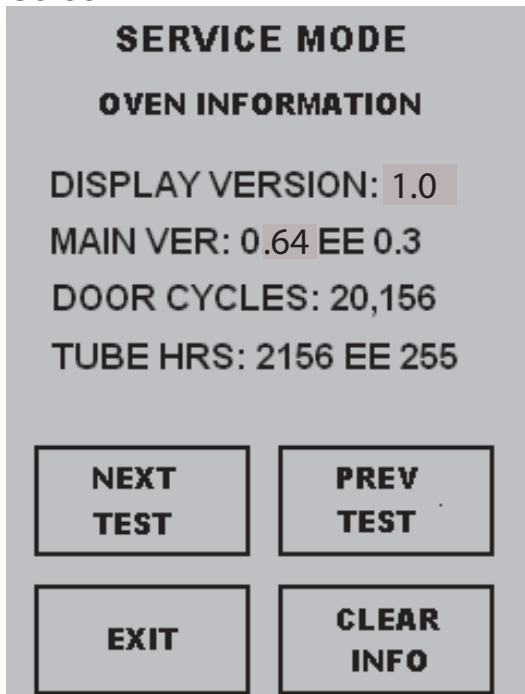 SERVICE MODE
OVEN INFORMATION
DISPLAY VERSION: 1.0
MAIN VER: 0.64 EE 0.3
DOOR CYCLES: 20,156
TUBE HRS: 2156 EE 255
NEXT
TEST
PREV
TEST
EXIT
CLEAR
INFO